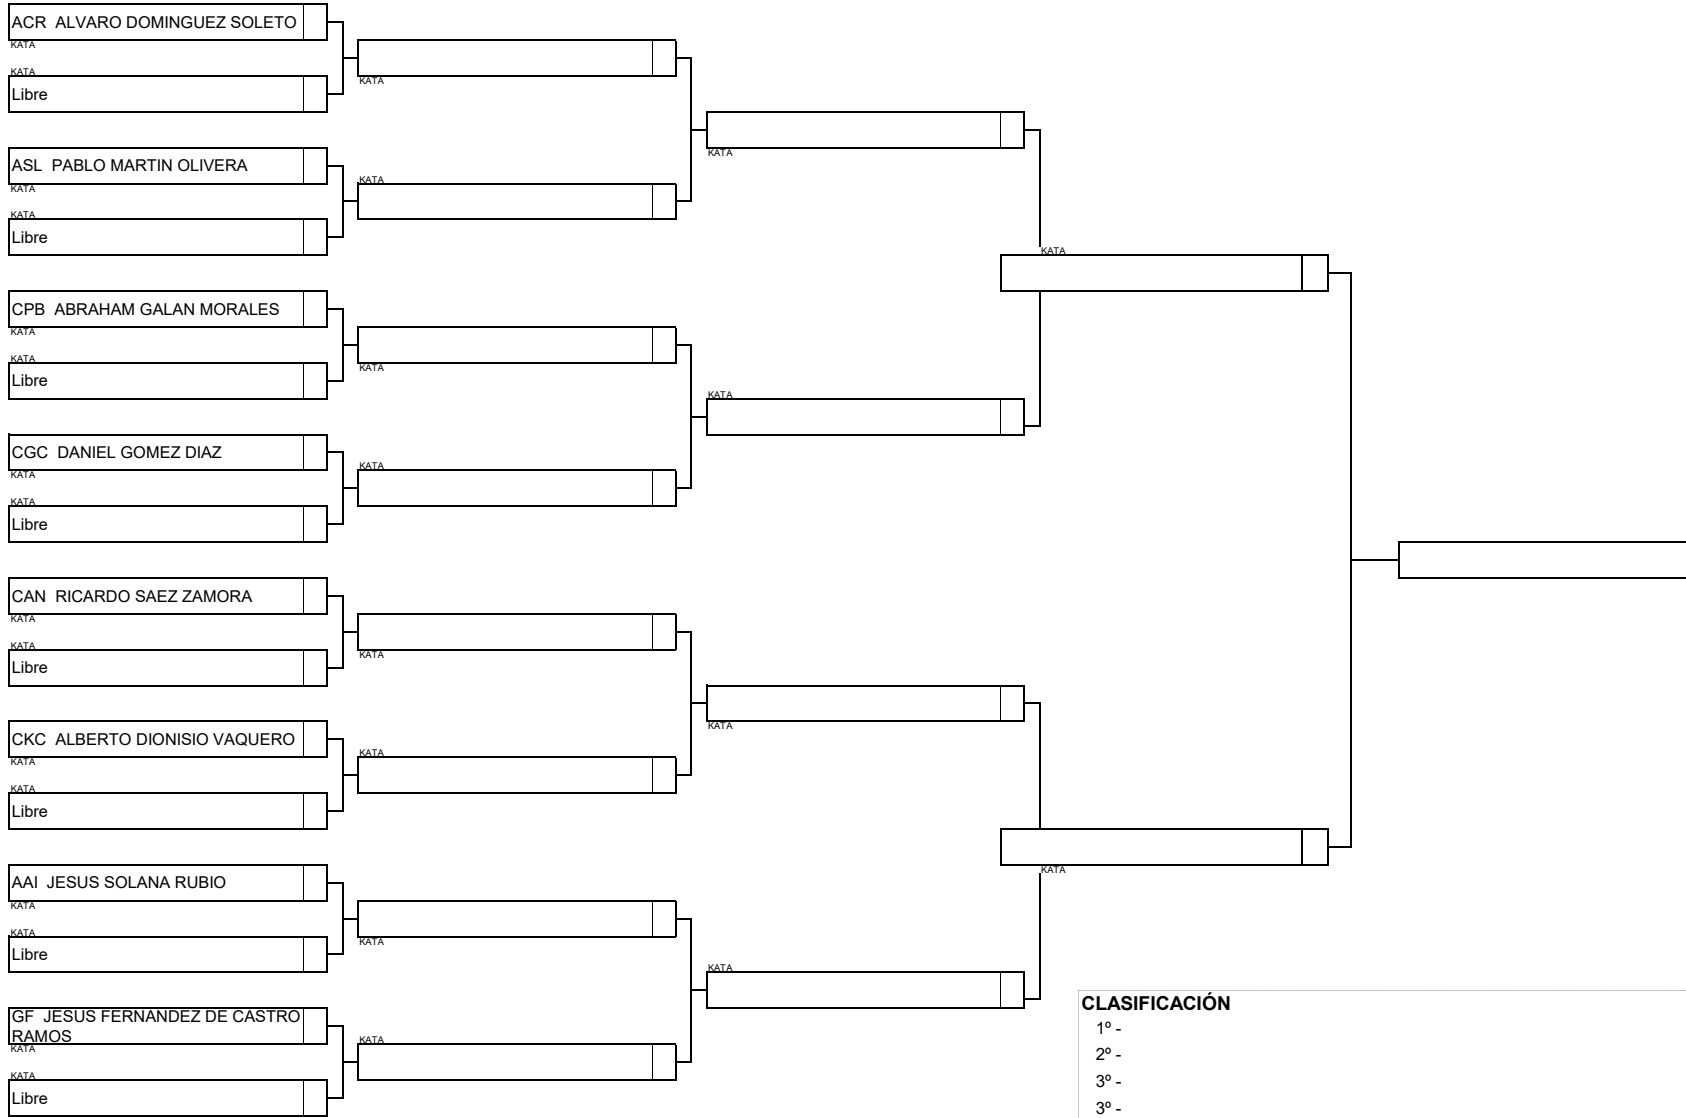 ACR  ALVARO DOMINGUEZ SOLETO
KATA
KATA
Libre
ASL  PABLO MARTIN OLIVERA
KATA
KATA
Libre
CPB  ABRAHAM GALAN MORALES
KATA
KATA
Libre
CGC  DANIEL GOMEZ DIAZ
KATA
KATA
Libre
CAN  RICARDO SAEZ ZAMORA
KATA
KATA
Libre
CKC  ALBERTO DIONISIO VAQUERO
KATA
KATA
Libre
AAI  JESUS SOLANA RUBIO
KATA
KATA
Libre
GF  JESUS FERNANDEZ DE CASTRO
RAMOS
KATA
KATA
Libre
KATA
KATA
KATA
KATA
KATA
KATA
KATA
KATA
KATA
KATA
KATA
KATA
KATA
KATA
CLASIFICACIÓN
1º -
2º -
3º -
3º -